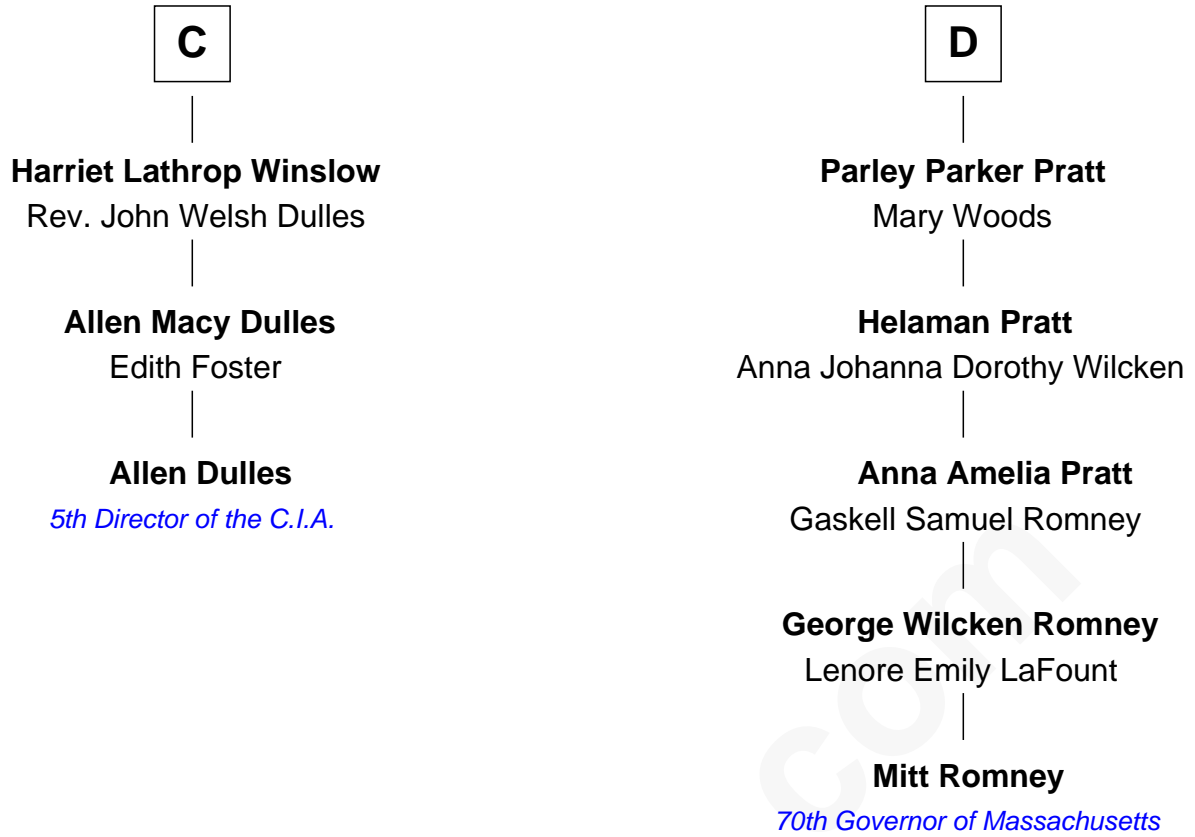 C
Harriet Lathrop Winslow
Rev. John Welsh Dulles
Allen Macy Dulles
Edith Foster
Allen Dulles
5th Director of the C.I.A.
D
Parley Parker Pratt
Mary Woods
Helaman Pratt
Anna Johanna Dorothy Wilcken
Anna Amelia Pratt
Gaskell Samuel Romney
George Wilcken Romney
Lenore Emily LaFount
Mitt Romney
70th Governor of Massachusetts
com